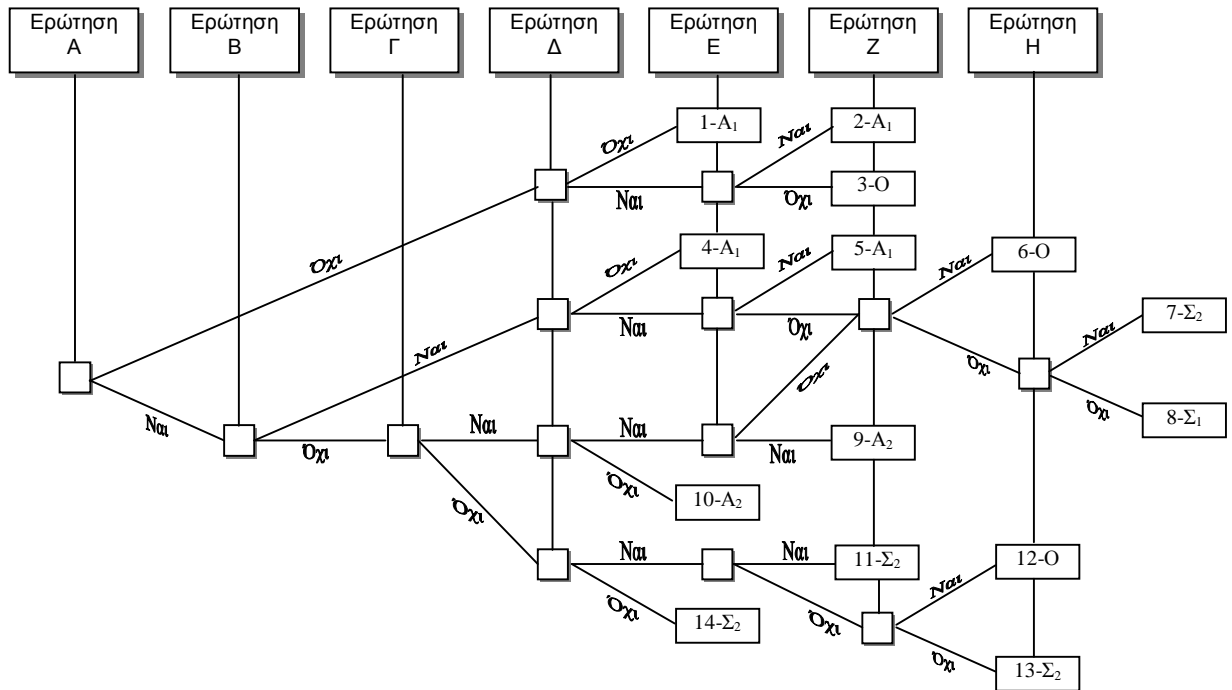 Ερώτηση Α
Ερώτηση Β
Ερώτηση Γ
Ερώτηση Δ
Ερώτηση Ε
Ερώτηση Ζ
Ερώτηση Η
Όχι
1-Α₁
Ναι
2-Α₁
Ναι
Όχι
3-Ο
Όχι
Όχι
4-Α₁
Ναι
5-Α₁
Ναι
6-Ο
Ναι
Ναι
Όχι
Όχι
Ναι
7-Σ₂
Όχι
8-Σ₁
Όχι
Ναι
Όχι
Ναι
Ναι
Ναι
9-Α₂
Όχι
10-Α₂
Όχι
Ναι
Ναι
11-Σ₂
Ναι
12-Ο
Όχι
14-Σ₂
Όχι
Όχι
13-Σ₂